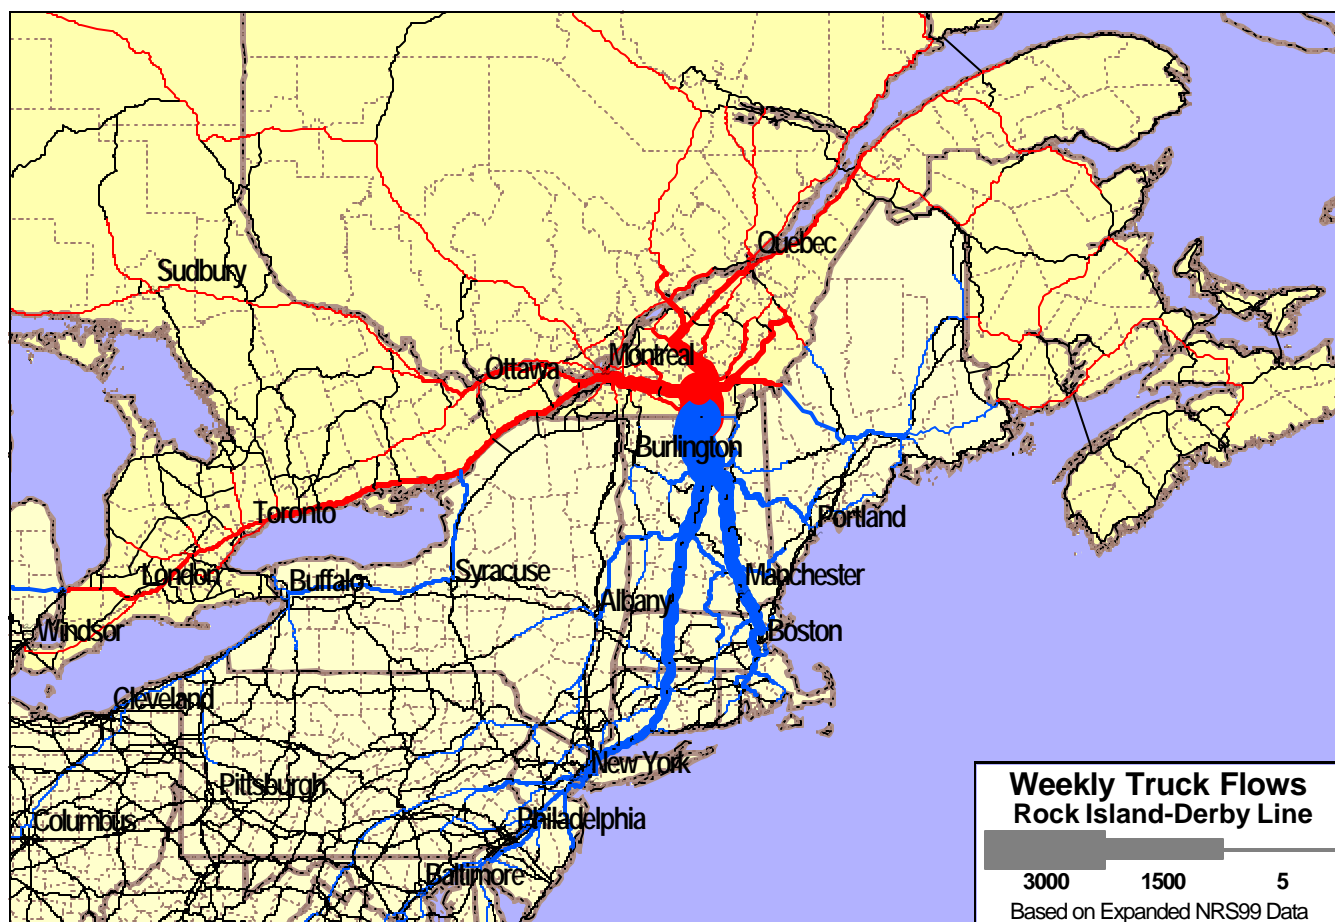 Quebec
Sudbury
Montreal
Ottawa
Burlington
Toronto
Portland
London
Buffalo
Syracuse
Manchester
Albany
Windsor
Boston
Cleveland
New York
Pittsburgh
Columbus
Philadelphia
Baltimore
Weekly Truck Flows
Rock Island-Derby Line
3000 1500 5
Based on Expanded NRS99 Data